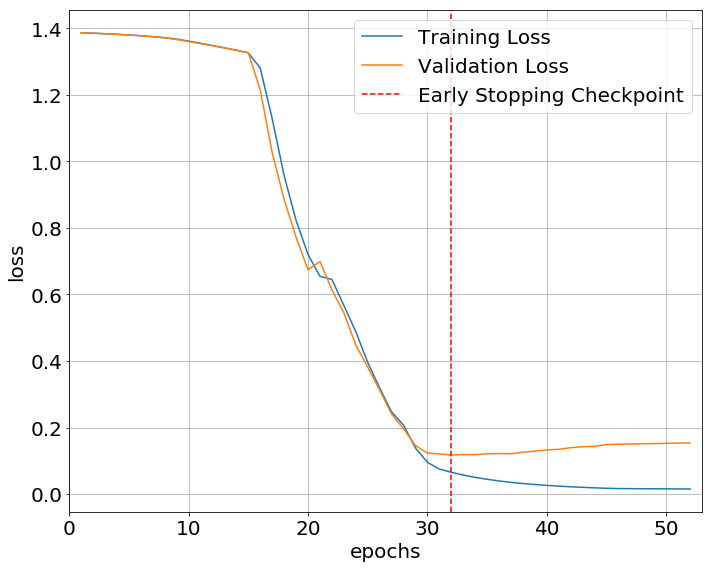 Training Loss
Validation Loss
Early Stopping Checkpoint
1.4
1.2
1.0
0.8
0.6
0.4
0.2
0.0
loss
0 10 20 30 40 50
epochs